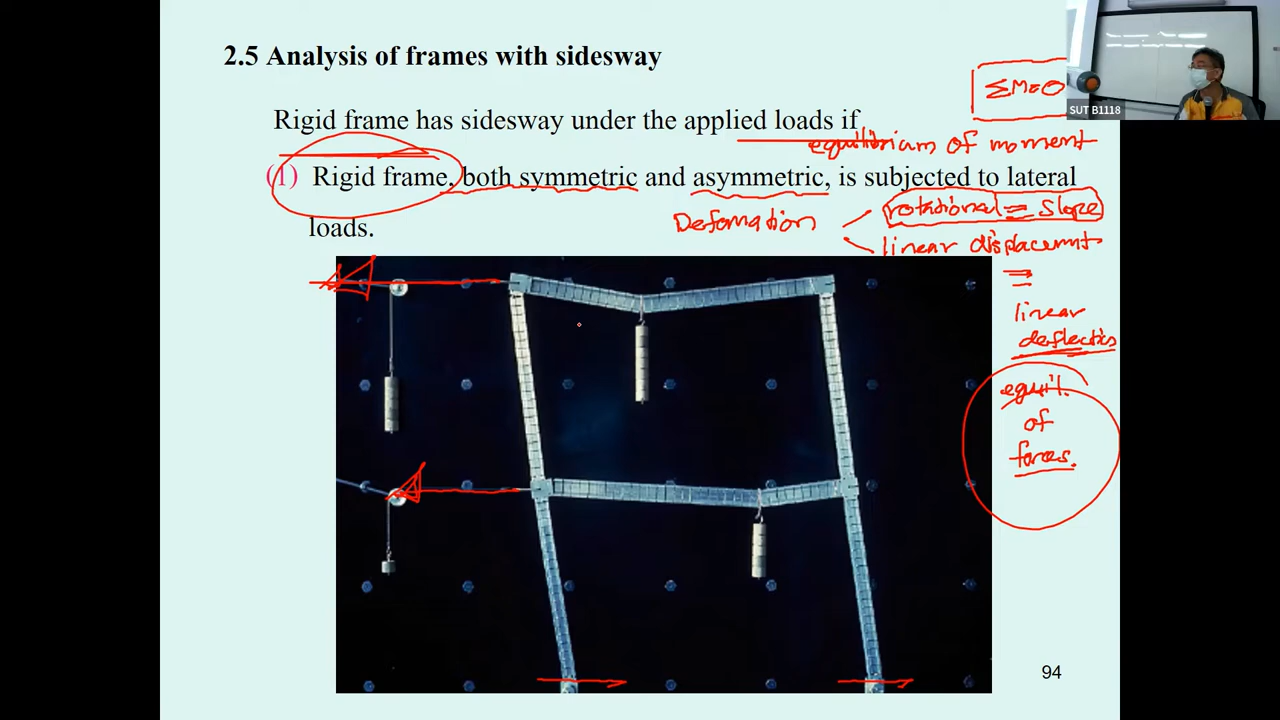 2.5 Analysis of frames with sidesway
ΣM=0
SUT B1118
Rigid frame has sidesway under the applied loads if
equilibrium of moment
(1) Rigid frame, both symmetric and asymmetric, is subjected to lateral
loads.
Defomation
rotational = Slope
linear displacement
=
linear
deflection
equil.
of
forces.
94